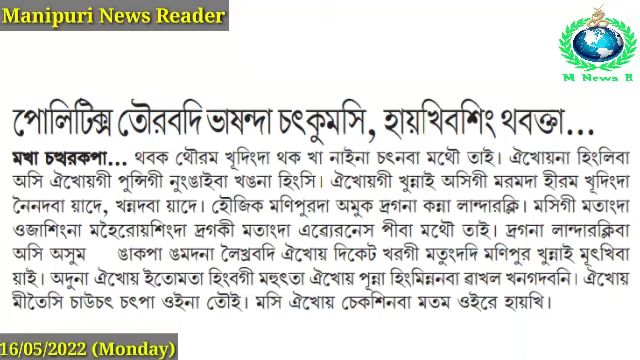 Manipuri News Reader
M News R
পোলিটিক্স তৌরবদি ভাষন্দা চৎকুমসি, হায়খিবশিং থবক্তা...
মখা চত্থরকপা... থবক থৌরম খূদিংদা থক খা নাইনা চৎনবা মথৌ তাই। ঐখোয়না হিংলিবা
অসি ঐখোয়গী পুন্সিগী নুংঙাইবা খঙনা হিংসি। ঐখোয়গী খুন্নাই অসিগী মরমদা হীরম খূদিংদা
নৈনদবা য়াদে, খন্নদবা য়াদে। হৌজিক মণিপুরদা অমুক দ্রগনা কন্না লান্দারক্লি। মসিগী মতাংদা
ওজাশিংনা মহৈরোয়শিংদা দ্রগকী মতাংদা এৱ্যেরনেস পীবা মথৌ তাই। দ্রগনা লান্দারক্লিবা
অসি অসুম ঙাকপা ঙমদনা লৈখ্রবদি ঐখোয় দিকেট খরগী মতুংদদি মণিপুর খুন্নাই মূৎখিবা
য়াই। অদুনা ঐখোয় ইতোমতা হিংবগী মহুৎতা ঐখোয় পূন্না হিংমিন্ননবা ৱাখল খনগদবনি। ঐখোয়
মীতৈসি চাউচৎ চৎপা ওইনা তৌই। মসি ঐখোয় চেকশিনবা মতম ওইরে হায়খি।
16/05/2022 (Monday)